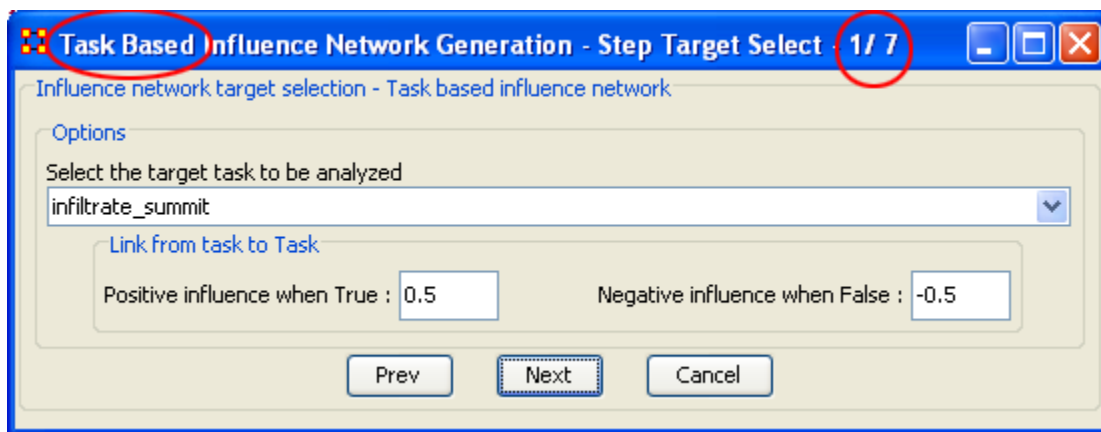 Task Based Influence Network Generation - Step Target Select - 1/ 7
Influence network target selection - Task based influence network
Options
Select the target task to be analyzed
infiltrate_summit
Link from task to Task
Positive influence when True : 0.5 Negative influence when False : -0.5
Prev Next Cancel